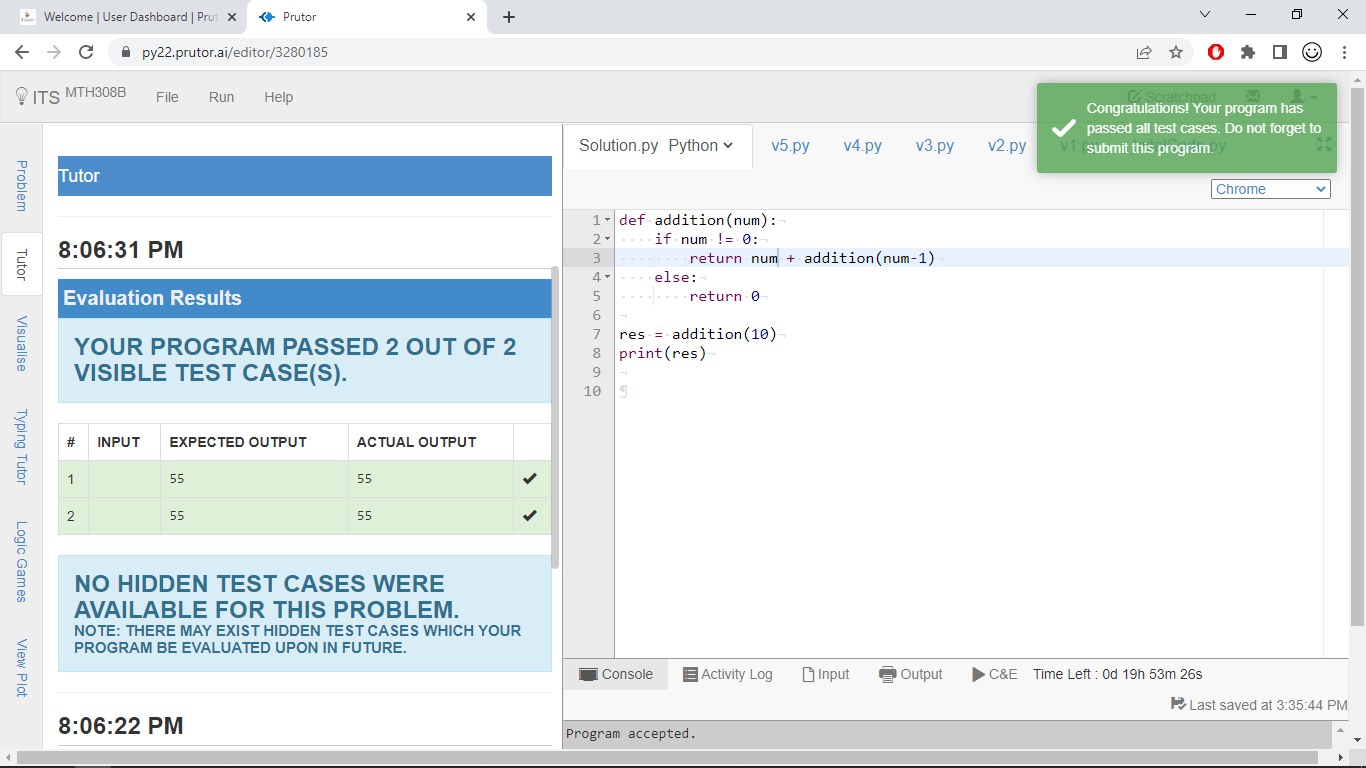 Welcome | User Dashboard | Prut
Prutor
py22.prutor.ai/editor/3280185
ITS MTH308B File Run Help
Scratchpad
Congratulations! Your program has
passed all test cases. Do not forget to
submit this program.
Problem
Tutor
Visualise
Typing Tutor
Logic Games
View Plot
Tutor
8:06:31 PM
Evaluation Results
YOUR PROGRAM PASSED 2 OUT OF 2
VISIBLE TEST CASE(S).
# INPUT EXPECTED OUTPUT ACTUAL OUTPUT
1 55 55
2 55 55
NO HIDDEN TEST CASES WERE
AVAILABLE FOR THIS PROBLEM.
NOTE: THERE MAY EXIST HIDDEN TEST CASES WHICH YOUR
PROGRAM BE EVALUATED UPON IN FUTURE.
8:06:22 PM
Solution.py Python v5.py v4.py v3.py v2.py
Chrome
1 def addition(num):
2 if num != 0:
3 return num + addition(num-1)
4 else:
5 return 0
6
7 res = addition(10)
8 print(res)
9
10
Console Activity Log Input Output C&E Time Left : 0d 19h 53m 26s
Last saved at 3:35:44 PM
Program accepted.